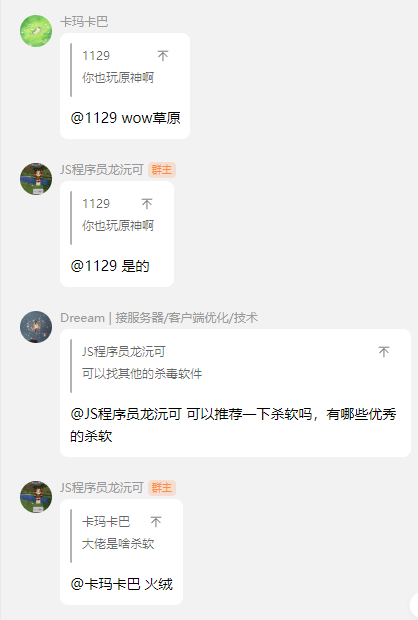 卡玛卡巴
1129
你也玩原神啊
@1129 wow草原
JS程序员龙沅可 群主
1129
你也玩原神啊
@1129 是的
Dreeam | 接服务器/客户端优化/技术
JS程序员龙沅可
可以找其他的杀毒软件
@JS程序员龙沅可 可以推荐一下杀软吗，有哪些优秀
的杀软
JS程序员龙沅可 群主
卡玛卡巴
大佬是啥杀软
@卡玛卡巴 火绒